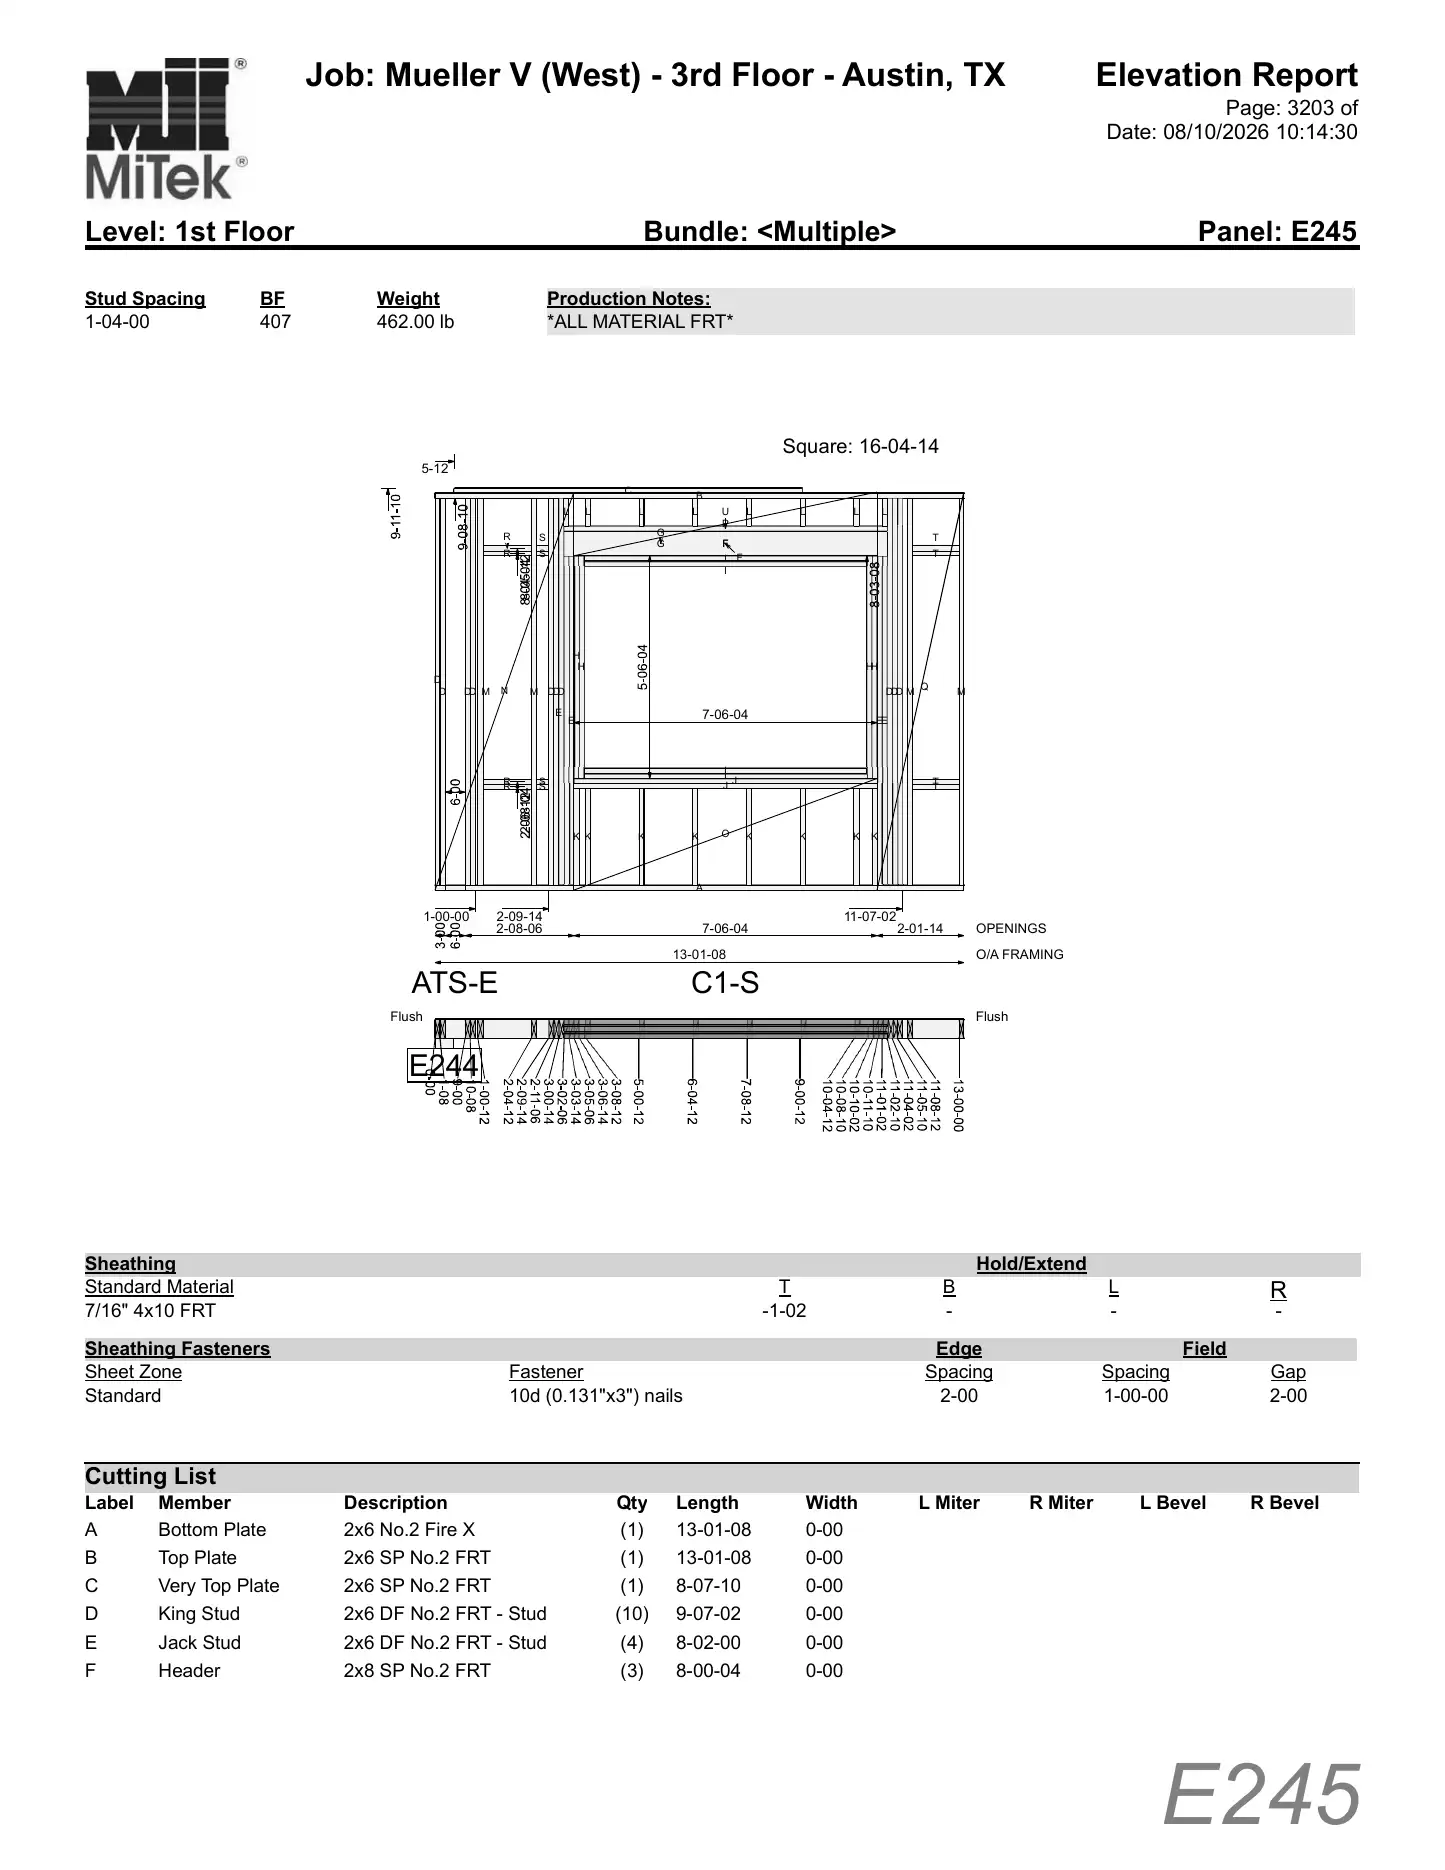 MiTek®
Job: Mueller V (West) - 3rd Floor - Austin, TX
Elevation Report
Page: 3203 of
Date: 08/10/2026 10:14:30
Level: 1st Floor Bundle: <Multiple> Panel: E245
Stud Spacing BF Weight Production Notes:
1-04-00 407 462.00 lb *ALL MATERIAL FRT*
Square: 16-04-14
5-12
9-11-10
9-08-10
B
L L L L U L L L L
R S G G F F T
R S T
8-03-08
5-06-04
H H HH
D D DD M N M DDD DDD M Q M
E E EE
7-06-04
6-00
R S I J T
R S J T
K K K K O K K K K
A
1-00-00 2-09-14 11-07-02
3-00 6-00 2-08-06 7-06-04 2-01-14 OPENINGS
13-01-08 O/A FRAMING
ATS-E C1-S
Flush Flush
E244
1-08 10-08 1-00-12 2-04-12 2-09-14 2-11-06 3-00-14 3-02-06 3-03-14 3-05-06 3-06-14 3-08-12 5-00-12 6-04-12 7-08-12 9-00-12 10-04-12 10-08-10 10-10-02 10-11-10 11-01-02 11-02-10 11-04-02 11-05-10 11-08-12 13-00-00
Sheathing Hold/Extend
Standard Material T B L R
7/16" 4x10 FRT -1-02 - - -
Sheathing Fasteners Edge Field
Sheet Zone Fastener Spacing Spacing Gap
Standard 10d (0.131"x3") nails 2-00 1-00-00 2-00
Cutting List
Label Member Description Qty Length Width L Miter R Miter L Bevel R Bevel
A Bottom Plate 2x6 No.2 Fire X (1) 13-01-08 0-00
B Top Plate 2x6 SP No.2 FRT (1) 13-01-08 0-00
C Very Top Plate 2x6 SP No.2 FRT (1) 8-07-10 0-00
D King Stud 2x6 DF No.2 FRT - Stud (10) 9-07-02 0-00
E Jack Stud 2x6 DF No.2 FRT - Stud (4) 8-02-00 0-00
F Header 2x8 SP No.2 FRT (3) 8-00-04 0-00
E245